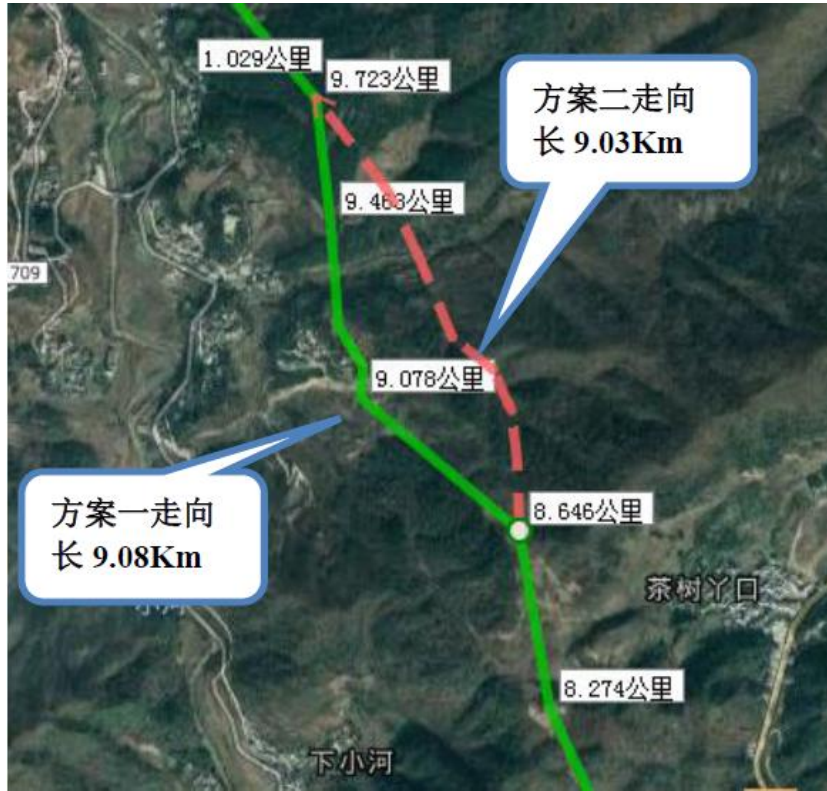 1.029公里
9.723公里
方案二走向
长 9.03Km
9.463公里
709
9.078公里
方案一走向
长 9.08Km
8.646公里
茶树丫口
小河
8.274公里
下小河